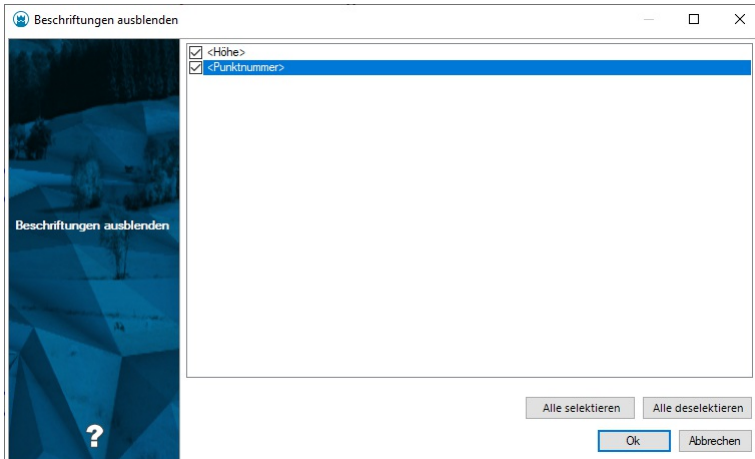 Beschriftungen ausblenden
<Höhe>
<Punktnummer>
Beschriftungen ausblenden
Alle selektieren Alle deselektieren
? Ok Abbrechen